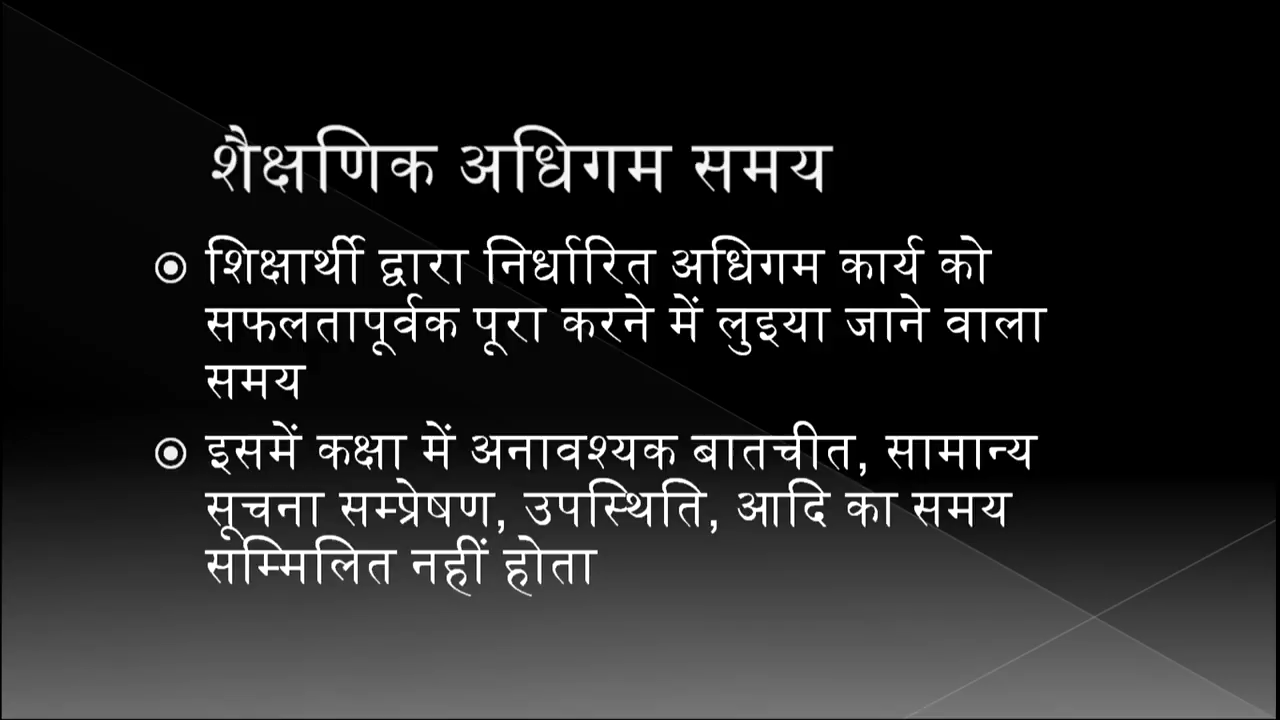 शैक्षणिक अधिगम समय
शिक्षार्थी द्वारा निर्धारित अधिगम कार्य को
सफलतापूर्वक पूरा करने में लुइया जाने वाला
समय
इसमें कक्षा में अनावश्यक बातचीत, सामान्य
सूचना सम्प्रेषण, उपस्थिति, आदि का समय
सम्मिलित नहीं होता